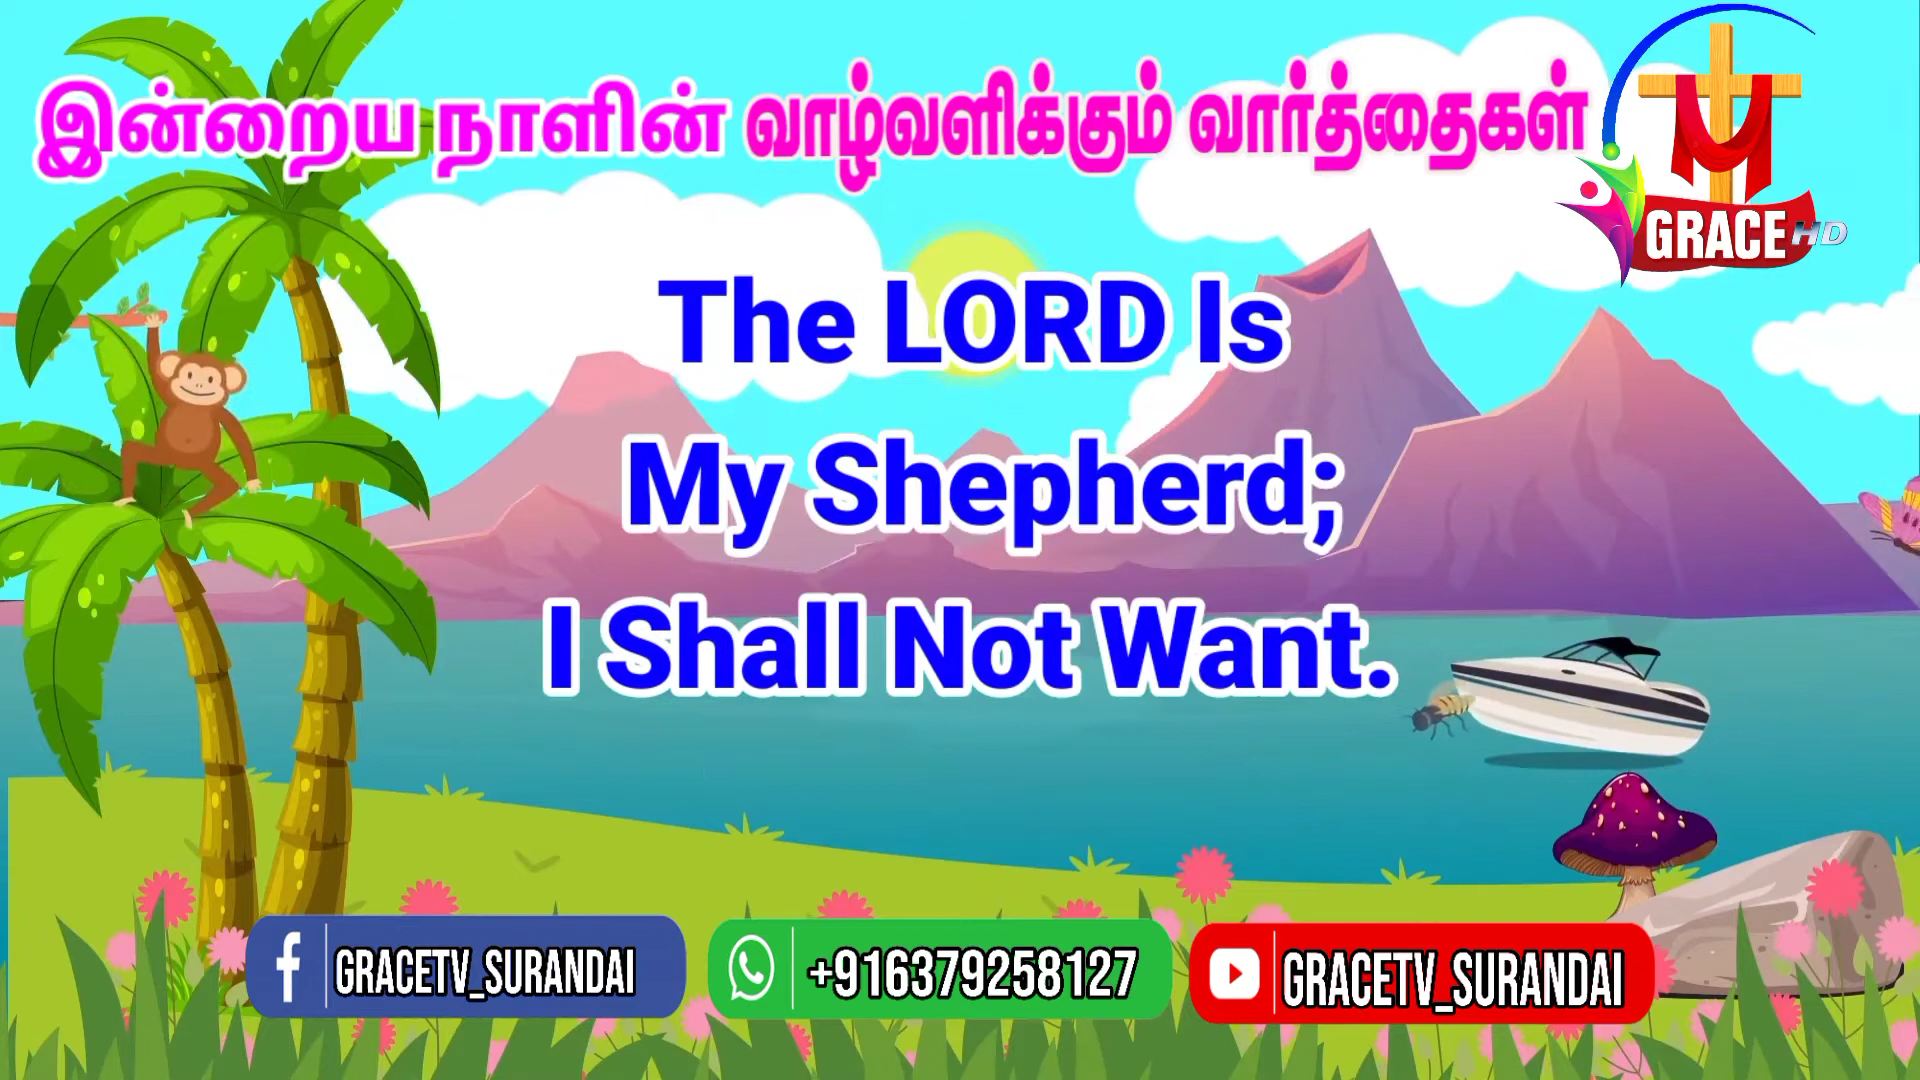 இன்றைய நாளின் வாழ்வளிக்கும் வார்த்தைகள்
GRACE HD
The LORD Is
My Shepherd;
I Shall Not Want.
GRACETV_SURANDAI
+916379258127
GRACETV_SURANDAI